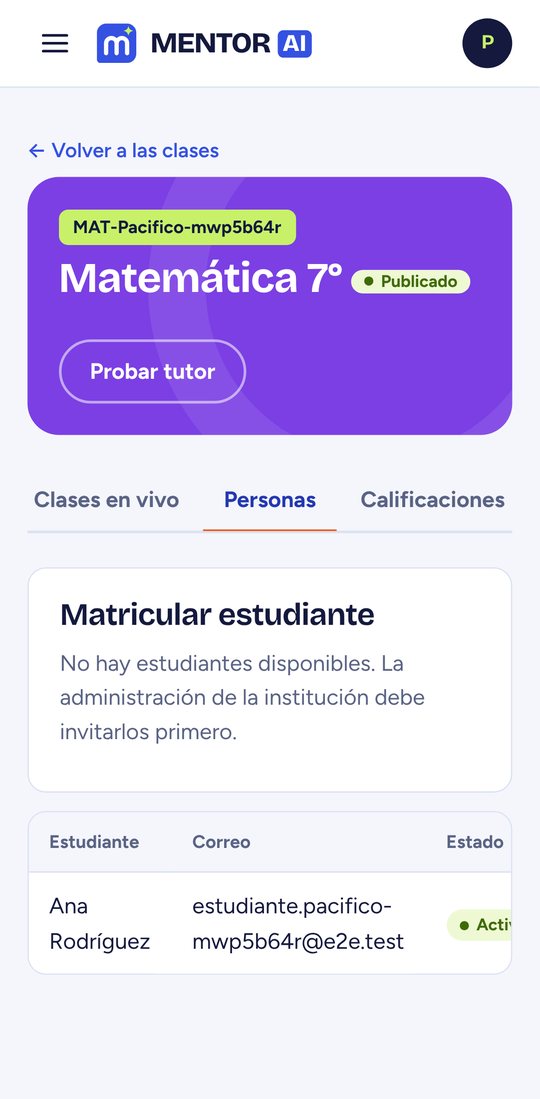 m MENTOR AI
P
← Volver a las clases
MAT-Pacifico-mwp5b64r
Matemática 7° Publicado
Probar tutor
Clases en vivo Personas Calificaciones
Matricular estudiante
No hay estudiantes disponibles. La
administración de la institución debe
invitarlos primero.
Estudiante Correo Estado
Ana estudiante.pacifico-
Rodríguez mwp5b64r@e2e.test